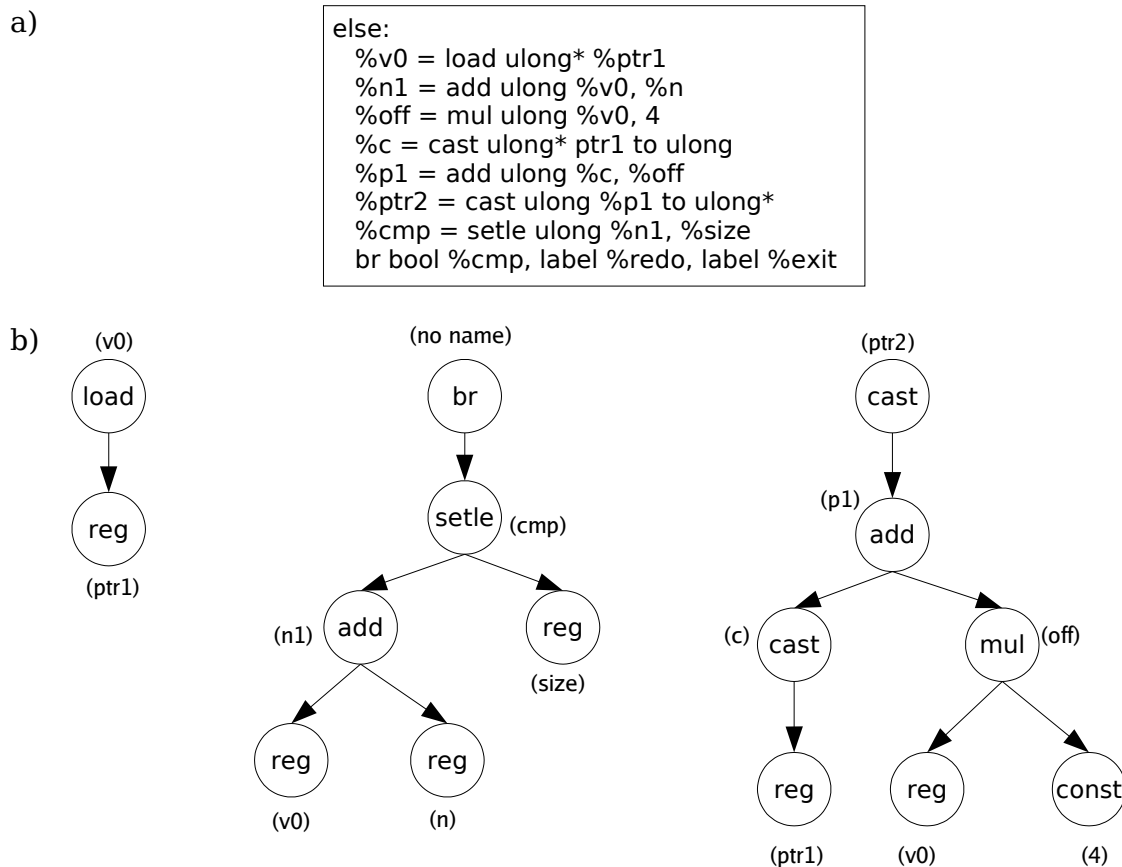 a)
else:
%v0 = load ulong* %ptr1
%n1 = add ulong %v0, %n
%off = mul ulong %v0, 4
%c = cast ulong* ptr1 to ulong
%p1 = add ulong %c, %off
%ptr2 = cast ulong %p1 to ulong*
%cmp = setle ulong %n1, %size
br bool %cmp, label %redo, label %exit
b)
(v0)
load
reg
(ptr1)
(no name)
br
setle
(cmp)
(n1)
add
reg
(size)
reg
(v0)
reg
(n)
(ptr2)
cast
(p1)
add
(c)
cast
mul
(off)
reg
(ptr1)
reg
(v0)
const
(4)